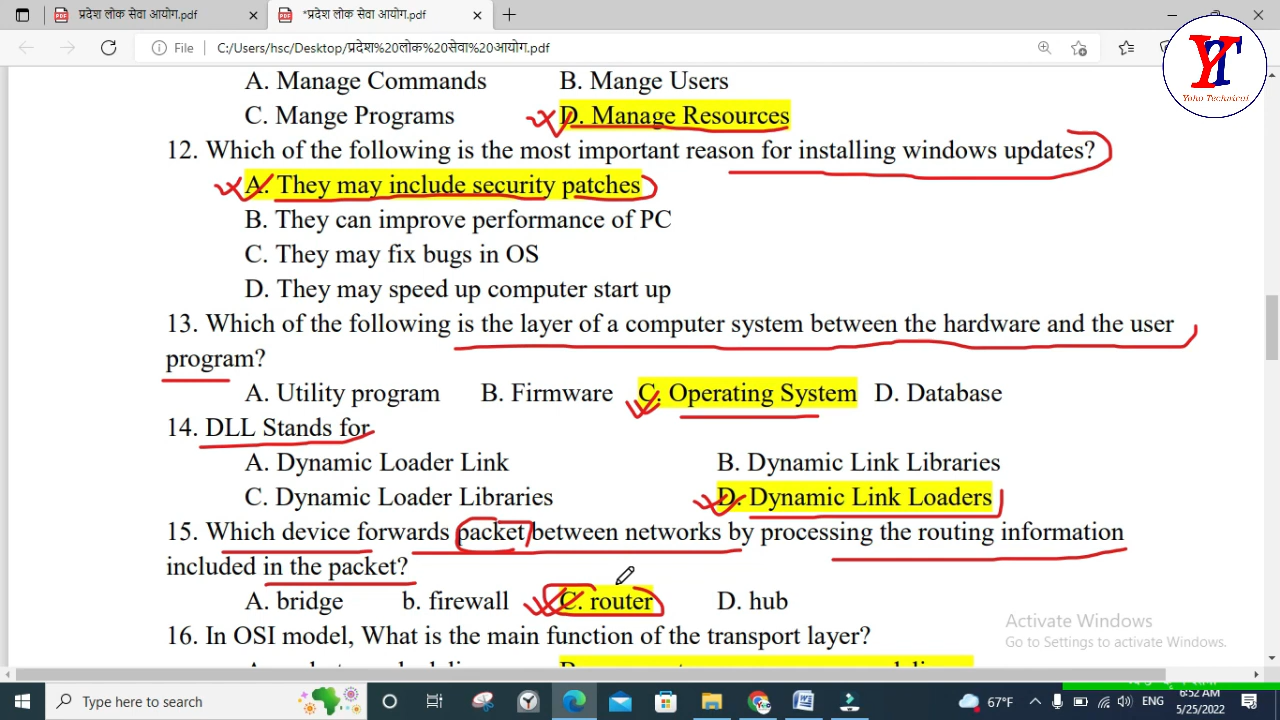 प्रदेश लोक सेवा आयोग.pdf
*प्रदेश लोक सेवा आयोग.pdf
File C:/Users/hsc/Desktop/प्रदेश%20लोक%20सेवा%20आयोग.pdf
YT
Yoho Technical
A. Manage Commands B. Mange Users
C. Mange Programs D. Manage Resources
12. Which of the following is the most important reason for installing windows updates?
A. They may include security patches
B. They can improve performance of PC
C. They may fix bugs in OS
D. They may speed up computer start up
13. Which of the following is the layer of a computer system between the hardware and the user
program?
A. Utility program B. Firmware C. Operating System D. Database
14. DLL Stands for
A. Dynamic Loader Link B. Dynamic Link Libraries
C. Dynamic Loader Libraries D. Dynamic Link Loaders
15. Which device forwards packet between networks by processing the routing information
included in the packet?
A. bridge b. firewall C. router D. hub
16. In OSI model, What is the main function of the transport layer?
Activate Windows
Go to Settings to activate Windows.
Type here to search
67°F ENG 6:52 AM
5/25/2022